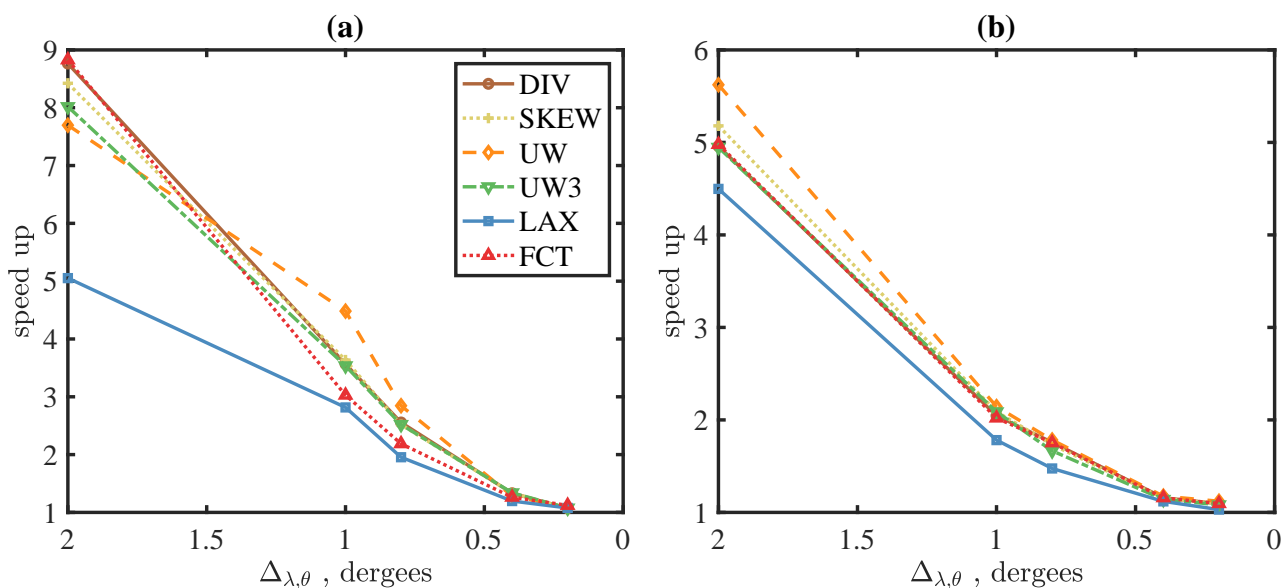 (a)
9
8
7
6
5
4
3
2
1
speed up
2 1.5 1 0.5 0
Δλ,θ , dergees
DIV
SKEW
UW
UW3
LAX
FCT
(b)
6
5
4
3
2
1
speed up
2 1.5 1 0.5 0
Δλ,θ , dergees